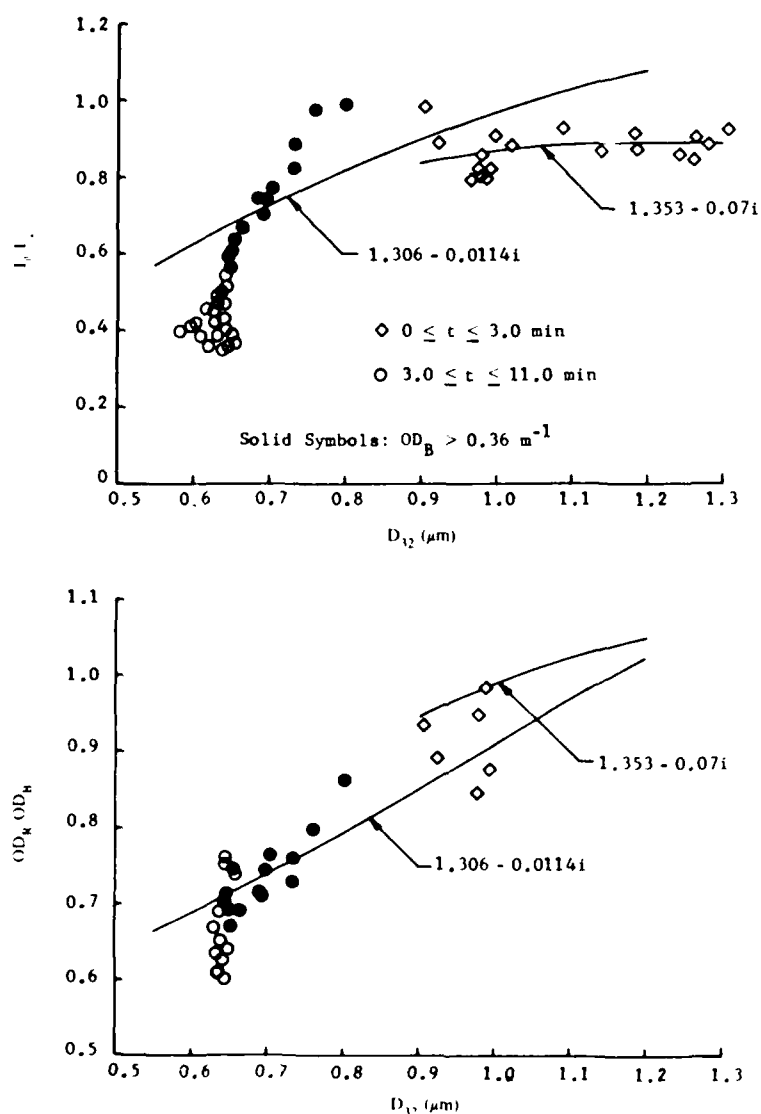 1.2
1.0
0.8
0.6
0.4
0.2
0
1.353 - 0.07i
1.306 - 0.0114i
◇ 0 ≤ t ≤ 3.0 min
○ 3.0 ≤ t ≤ 11.0 min
Solid Symbols: OD_B > 0.36 m⁻¹
0.5 0.6 0.7 0.8 0.9 1.0 1.1 1.2 1.3
D₃₂ (μm)
1.1
1.0
0.9
0.8
0.7
0.6
0.5
OD_R OD_B
1.353 - 0.07i
1.306 - 0.0114i
0.5 0.6 0.7 0.8 0.9 1.0 1.1 1.2 1.3
D₃₂ (μm)